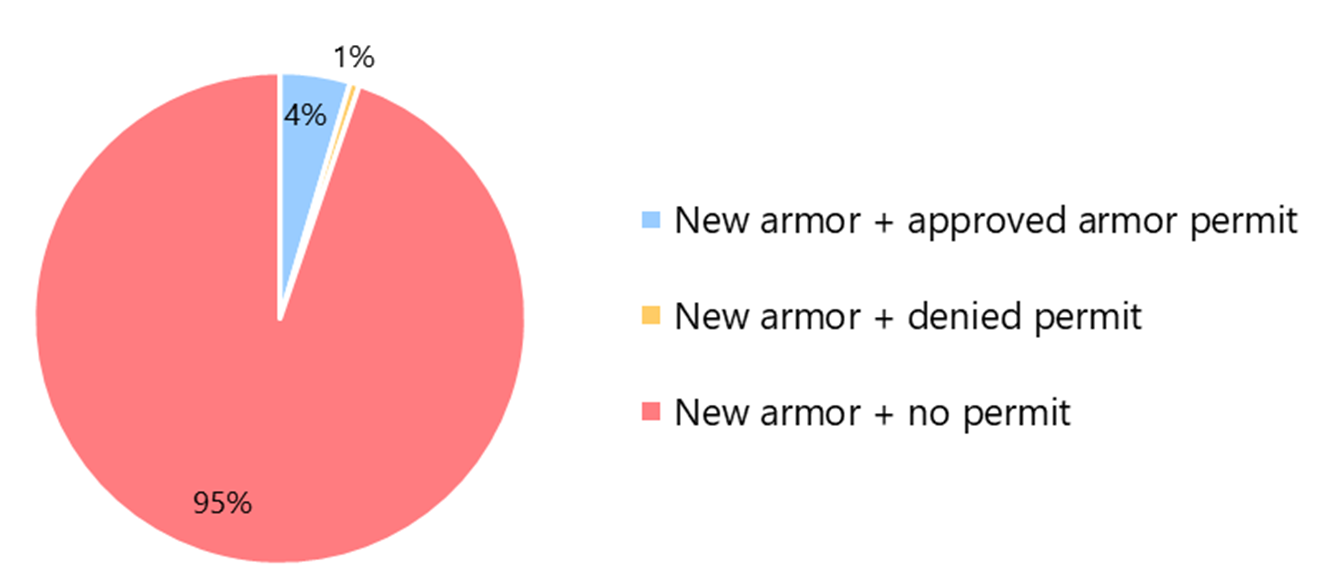 1%
4%
95%
New armor + approved armor permit
New armor + denied permit
New armor + no permit